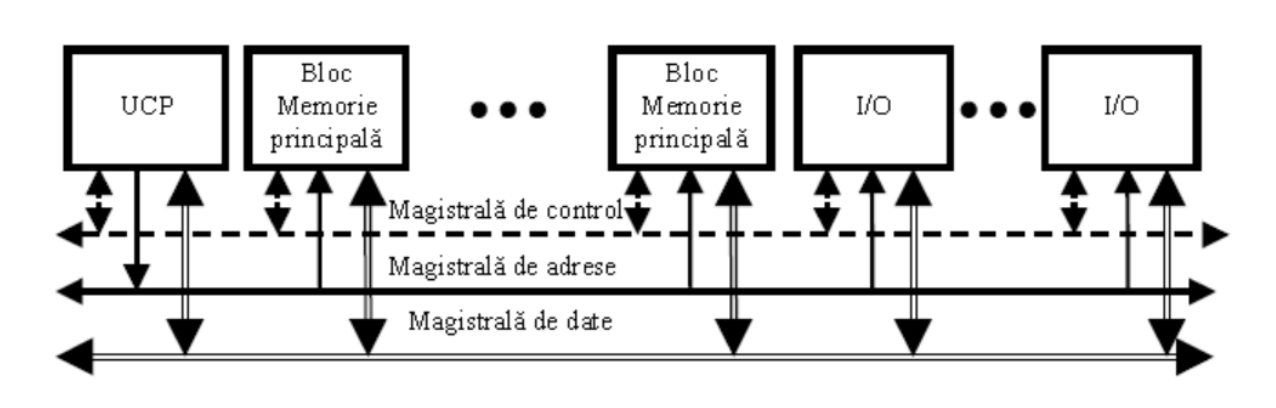 UCP
Bloc
Memorie
principală
Bloc
Memorie
principală
I/O
I/O
Magistrală de control
Magistrală de adrese
Magistrală de date